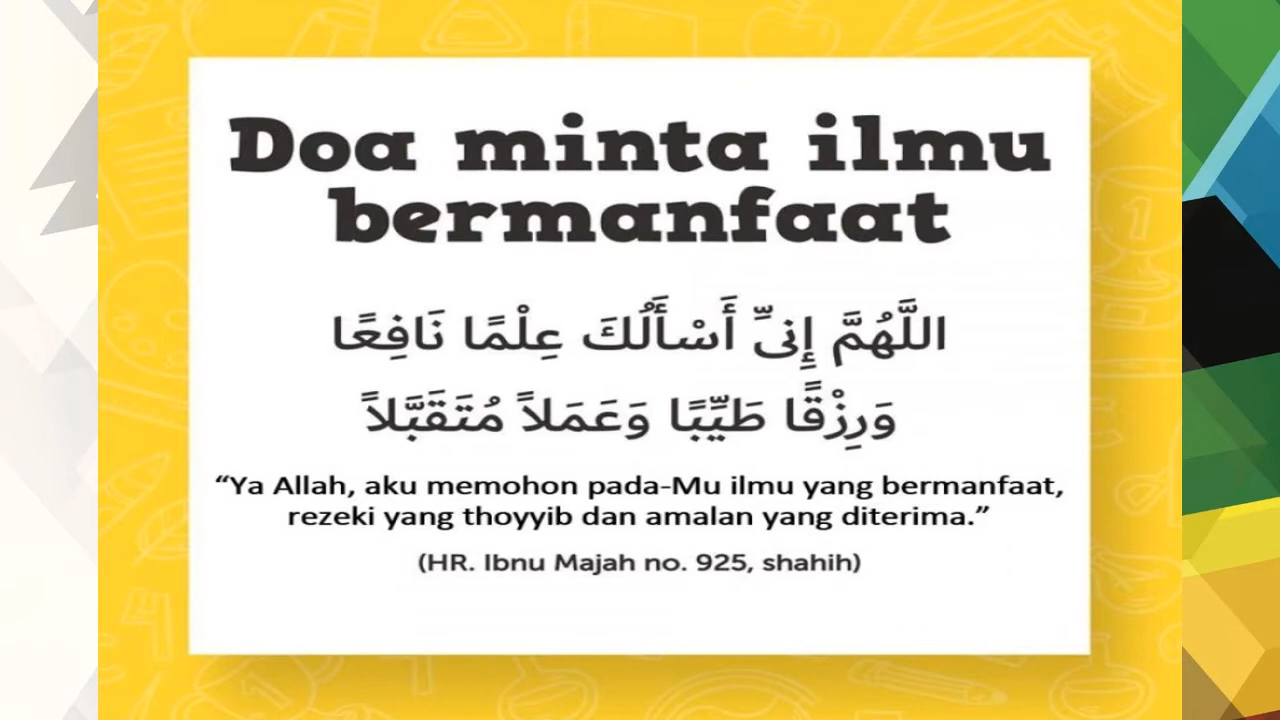 Doa minta ilmu
bermanfaat
اللَّهُمَّ إِنِّى أَسْأَلُكَ عِلْمًا نَافِعًا
وَرِزْقًا طَيِّبًا وَعَمَلاً مُتَقَبَّلاً
“Ya Allah, aku memohon pada-Mu ilmu yang bermanfaat,
rezeki yang thoyyib dan amalan yang diterima.”
(HR. Ibnu Majah no. 925, shahih)